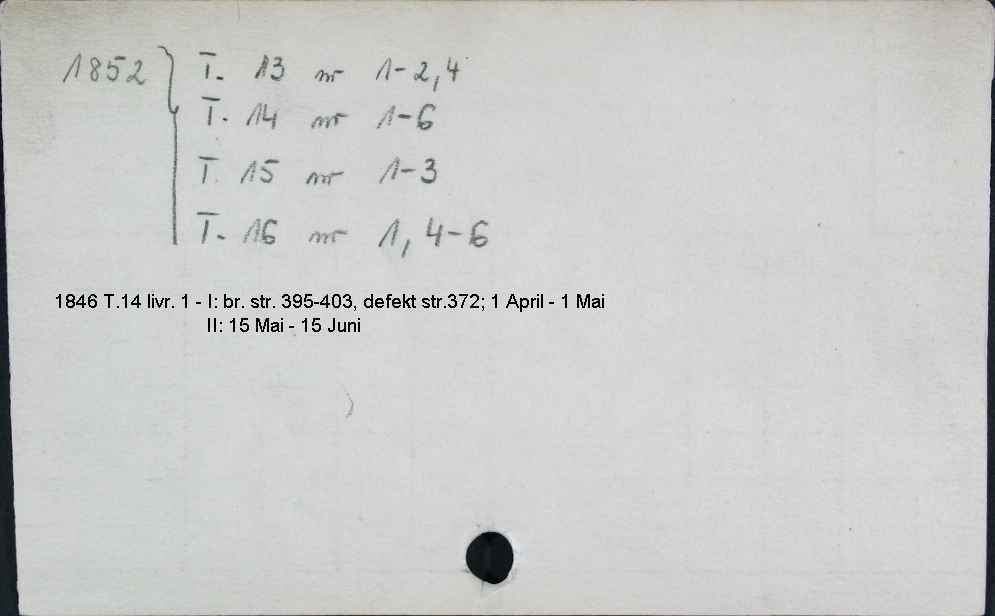 1852 } T. 13 nr 1-2,4
T. 14 nr 1-6
T. 15 nr 1-3
T. 16 nr 1, 4-6
1846 T.14 livr. 1 - I: br. str. 395-403, defekt str.372; 1 April - 1 Mai
II: 15 Mai - 15 Juni